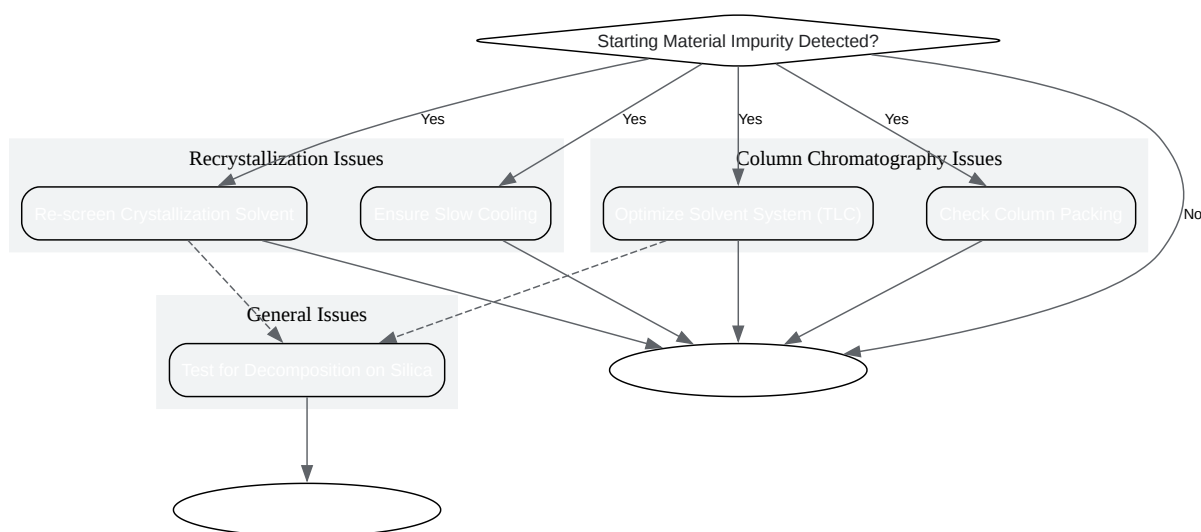 Starting Material Impurity Detected?
Yes
Yes
Yes
Yes
Recrystallization Issues
Column Chromatography Issues
Re-screen Crystallization Solvent
Ensure Slow Cooling
Optimize Solvent System (TLC)
Check Column Packing
No
General Issues
Test for Decomposition on Silica